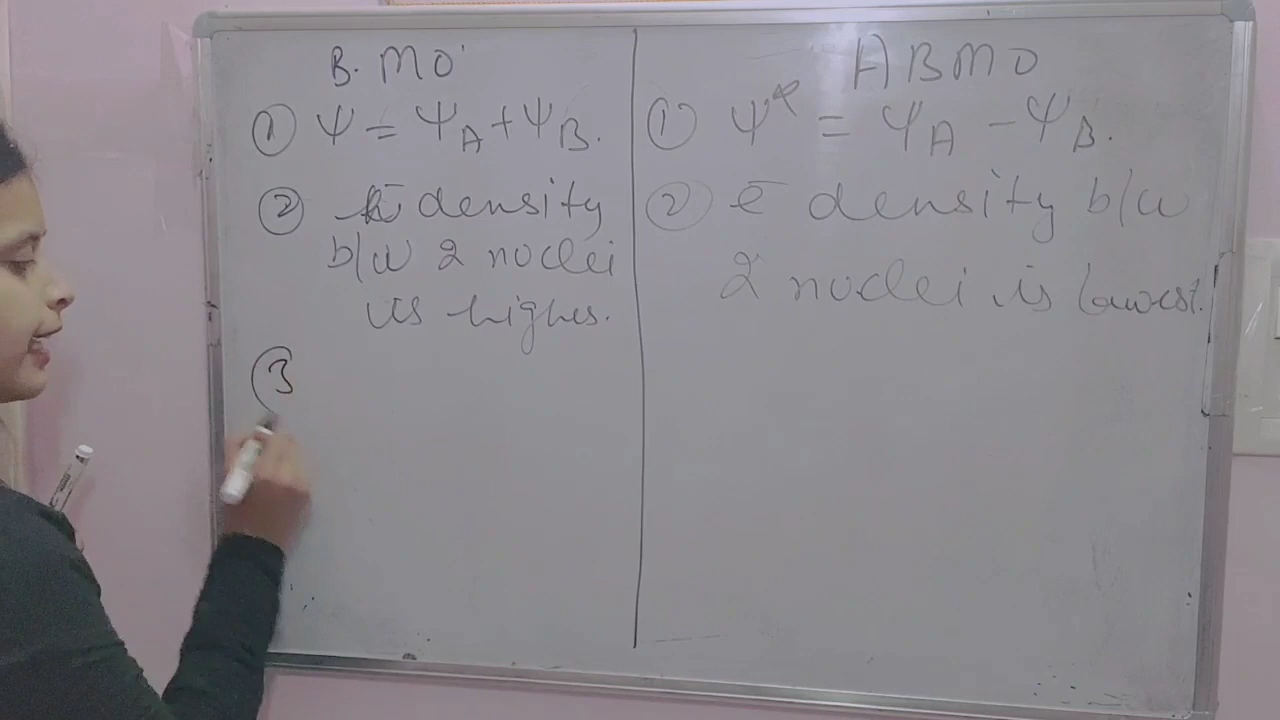 B. MO
① Ψ = Ψ_A + Ψ_B.
② density
b/w 2 nuclei
is highes.
③
ABMO
① Ψ* = Ψ_A - Ψ_B.
② e̅ density b/w
2 nuclei is lowest.